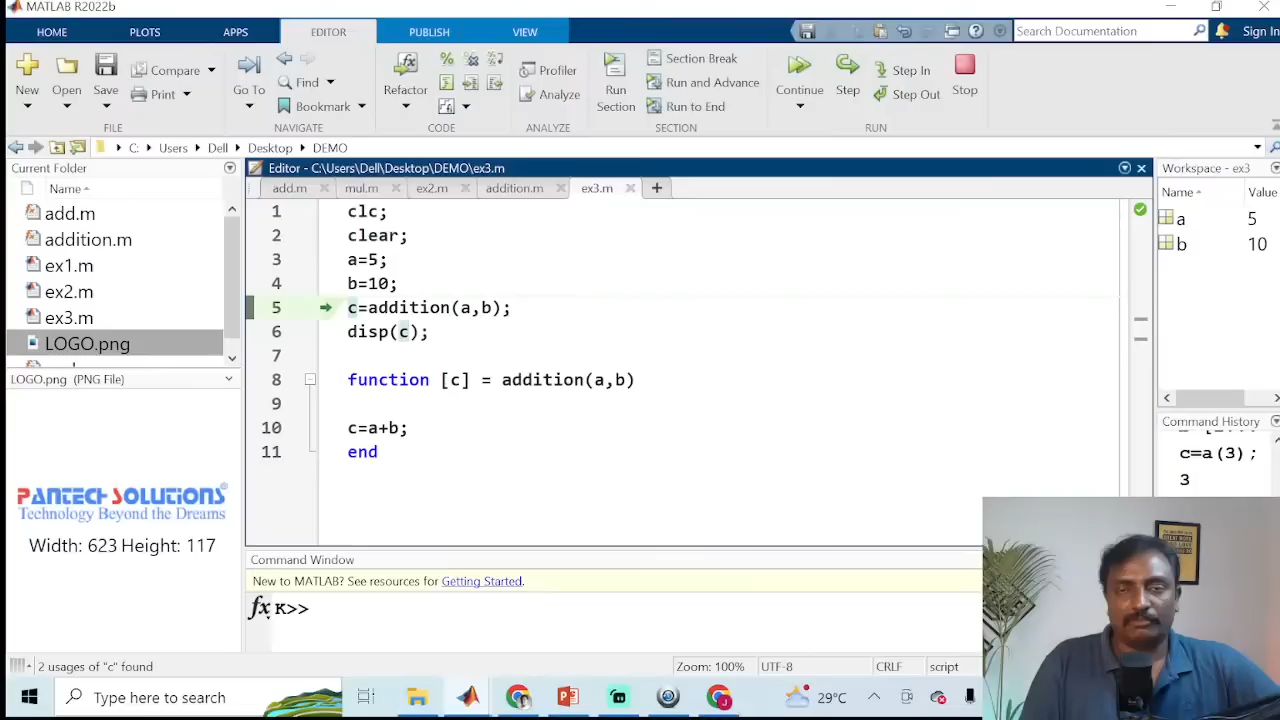 MATLAB R2022b
HOME PLOTS APPS EDITOR PUBLISH VIEW
Search Documentation
Sign In
New Open Save
Compare
Print
FILE
Go To
Find
Bookmark
NAVIGATE
Refactor
CODE
Profiler
Analyze
ANALYZE
Run Section
Section Break
Run and Advance
Run to End
SECTION
Continue Step
Step In
Step Out
Stop
RUN
C: Users Dell Desktop DEMO
Current Folder
Name
add.m
addition.m
ex1.m
ex2.m
ex3.m
LOGO.png
LOGO.png (PNG File)
PANTECH SOLUTIONS
Technology Beyond the Dreams
Width: 623 Height: 117
Editor - C:\Users\Dell\Desktop\DEMO\ex3.m
add.m mul.m ex2.m addition.m ex3.m
1 clc;
2 clear;
3 a=5;
4 b=10;
5 c=addition(a,b);
6 disp(c);
7
8 function [c] = addition(a,b)
9
10 c=a+b;
11 end
Command Window
New to MATLAB? See resources for Getting Started.
fx K>>
Workspace - ex3
Name Value
a 5
b 10
Command History
c=a(3);
3
2 usages of "c" found
Zoom: 100% UTF-8 CRLF script
Type here to search
29°C